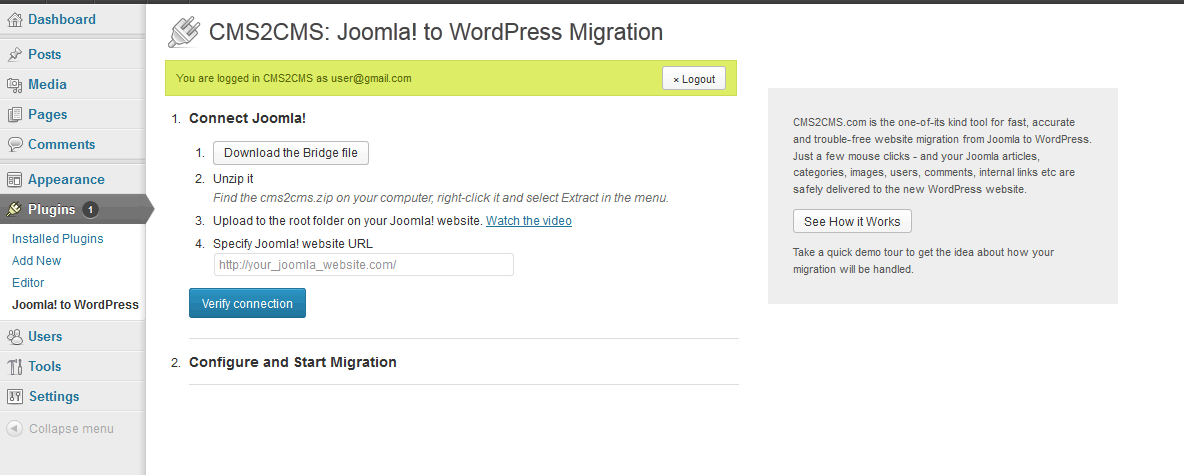 Dashboard
Posts
Media
Pages
Comments
Appearance
Plugins 1
Installed Plugins
Add New
Editor
Joomla! to WordPress
Users
Tools
Settings
Collapse menu
CMS2CMS: Joomla! to WordPress Migration
You are logged in CMS2CMS as user@gmail.com
× Logout
1. Connect Joomla!
1. Download the Bridge file
2. Unzip it
Find the cms2cms.zip on your computer, right-click it and select Extract in the menu.
3. Upload to the root folder on your Joomla! website. Watch the video
4. Specify Joomla! website URL
http://your_joomla_website.com/
Verify connection
2. Configure and Start Migration
CMS2CMS.com is the one-of-its kind tool for fast, accurate
and trouble-free website migration from Joomla to WordPress.
Just a few mouse clicks - and your Joomla articles,
categories, images, users, comments, internal links etc are
safely delivered to the new WordPress website.
See How it Works
Take a quick demo tour to get the idea about how your
migration will be handled.